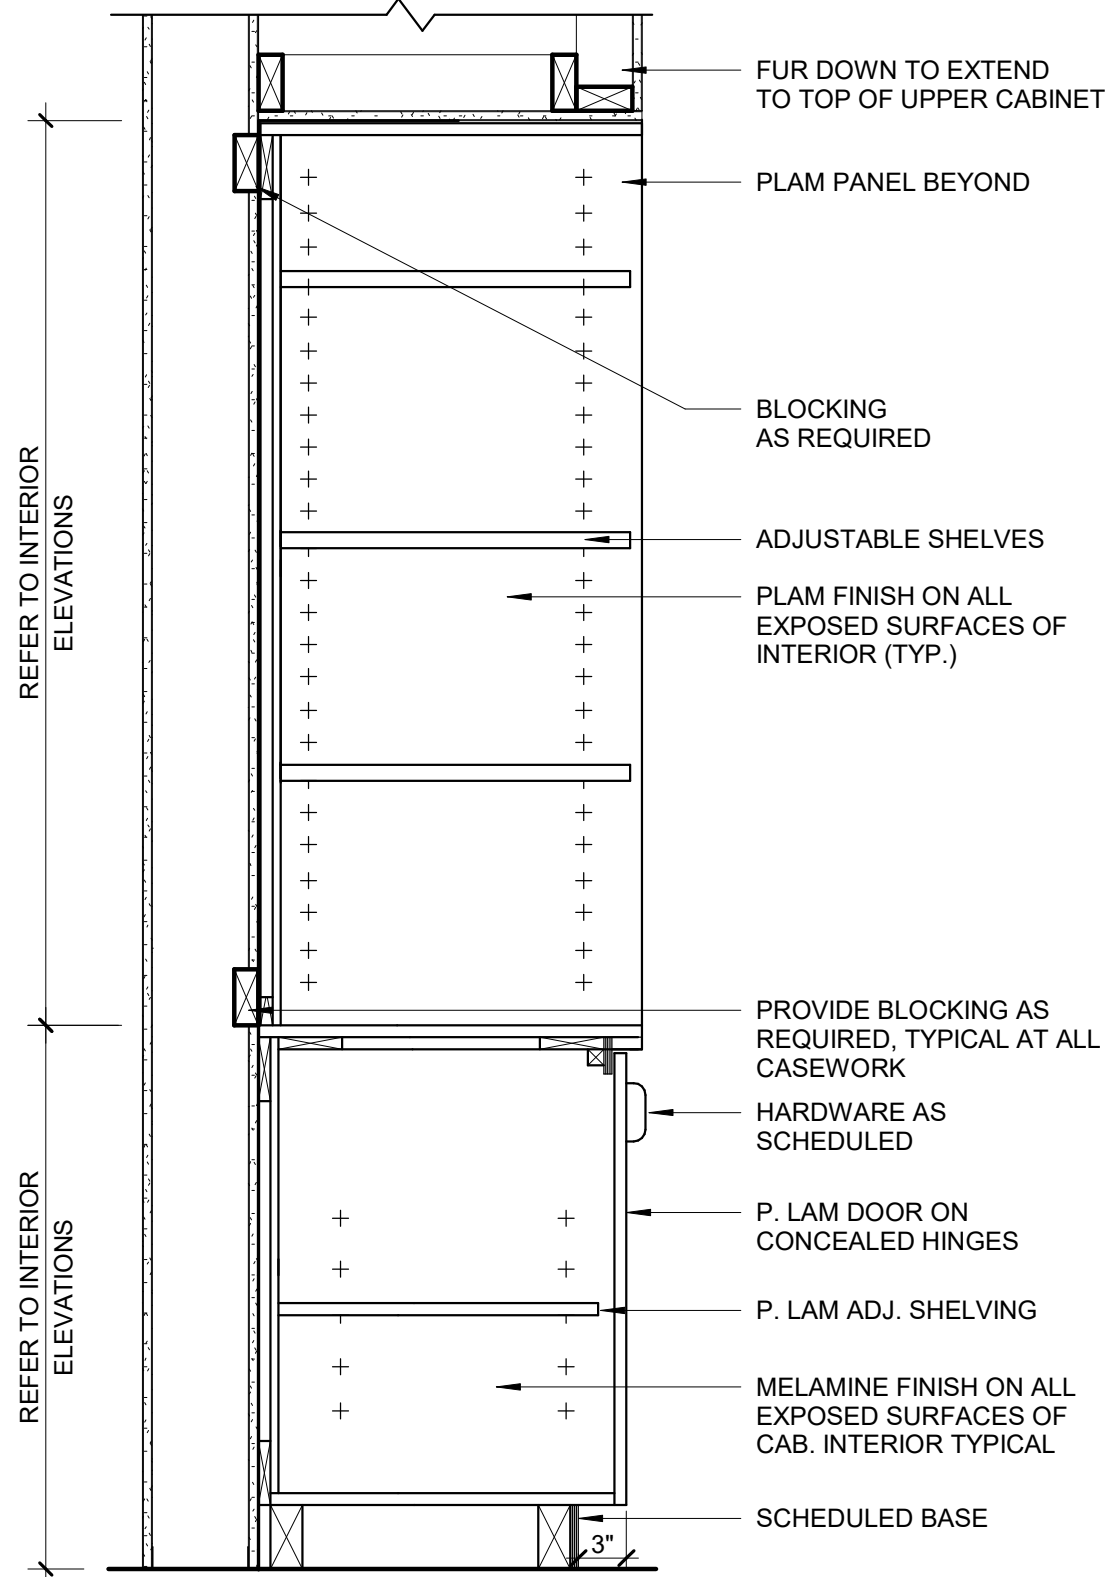 FUR DOWN TO EXTEND
TO TOP OF UPPER CABINET
PLAM PANEL BEYOND
BLOCKING
AS REQUIRED
ADJUSTABLE SHELVES
PLAM FINISH ON ALL
EXPOSED SURFACES OF
INTERIOR (TYP.)
REFER TO INTERIOR
ELEVATIONS
PROVIDE BLOCKING AS
REQUIRED, TYPICAL AT ALL
CASEWORK
HARDWARE AS
SCHEDULED
P. LAM DOOR ON
CONCEALED HINGES
P. LAM ADJ. SHELVING
REFER TO INTERIOR
ELEVATIONS
MELAMINE FINISH ON ALL
EXPOSED SURFACES OF
CAB. INTERIOR TYPICAL
SCHEDULED BASE
3"